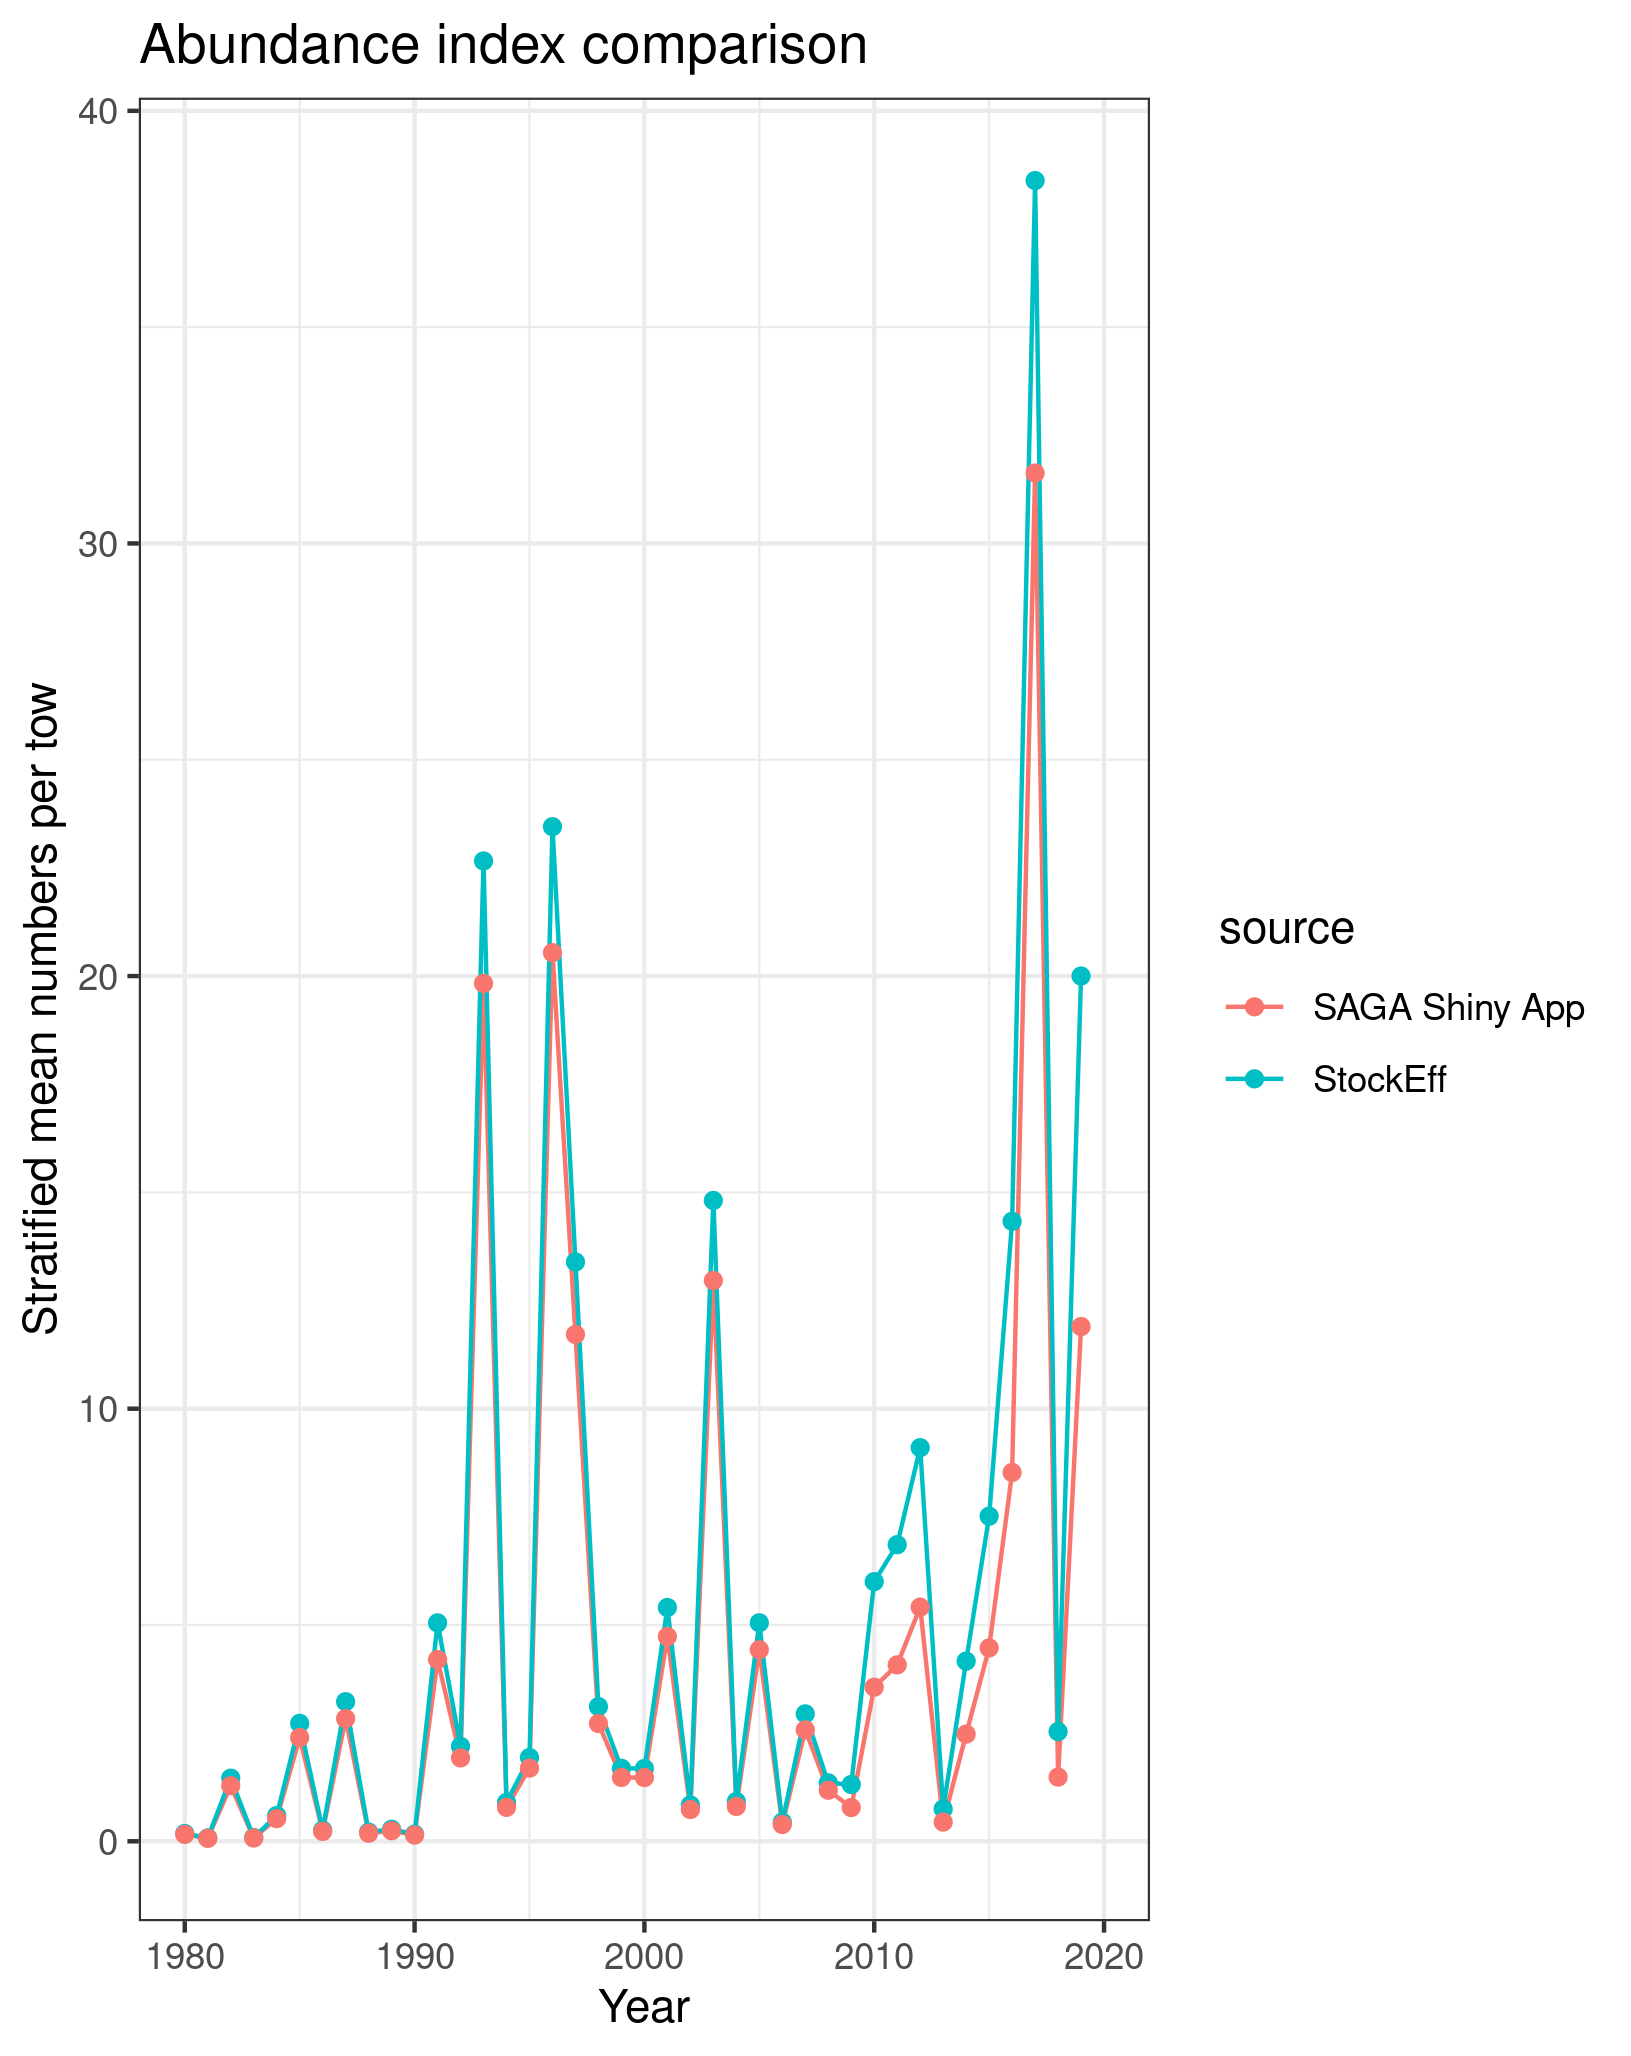 Abundance index comparison
40
30
20
10
0
Stratified mean numbers per tow
1980 1990 2000 2010 2020
Year
source
SAGA Shiny App
StockEff